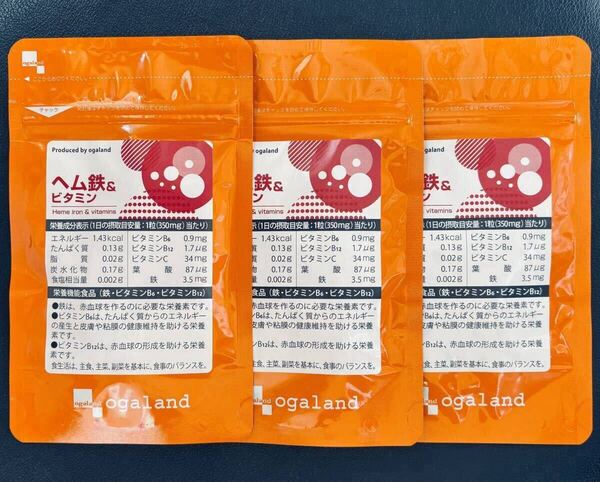 ogaland
ogaland
ogaland
チャック
Produced by ogaland
ヘム鉄&
ビタミン
Heme iron & vitamins
栄養成分表示(1日の摂取目安量:1粒(350mg)当たり)
エネルギー 1.43kcal ビタミンB₆ 0.9mg
たんぱく質 0.13g ビタミンB₁₂ 1.7μg
脂質 0.02g ビタミンC 34mg
炭水化物 0.17g 葉酸 87μg
食塩相当量 0.002g 鉄 3.5mg
栄養機能食品(鉄・ビタミンB₆・ビタミンB₁₂)
●鉄は、赤血球を作るのに必要な栄養素です。
●ビタミンB₆は、たんぱく質からのエネルギー
の産生と皮膚や粘膜の健康維持を助ける栄養
素です。
●ビタミンB₁₂は、赤血球の形成を助ける栄養
素です。
食生活は、主食、主菜、副菜を基本に、食事のバランスを。
ogaland
ogaland
ogaland
ogaland
ogaland